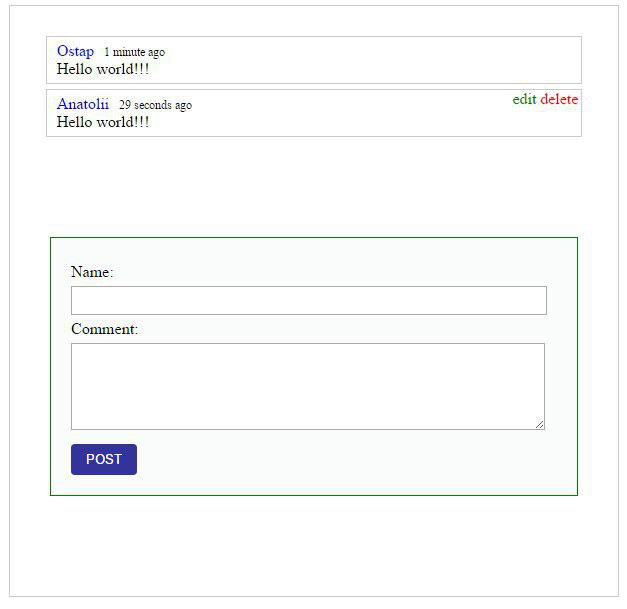 Ostap 1 minute ago
Hello world!!!
Anatolii 29 seconds ago edit delete
Hello world!!!
Name:
Comment:
POST